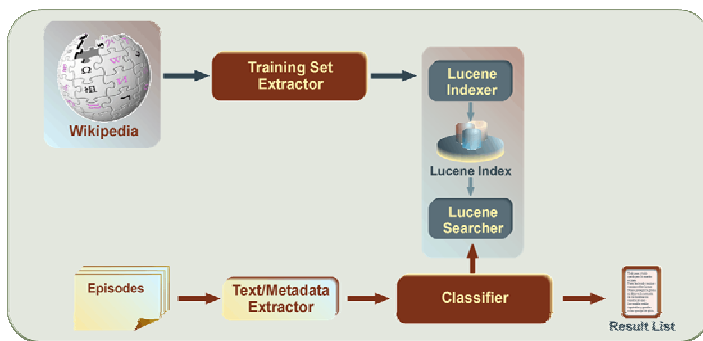 Wikipedia
Training Set
Extractor
Lucene
Indexer
Lucene Index
Lucene
Searcher
Episodes
Text/Metadata
Extractor
Classifier
Result List